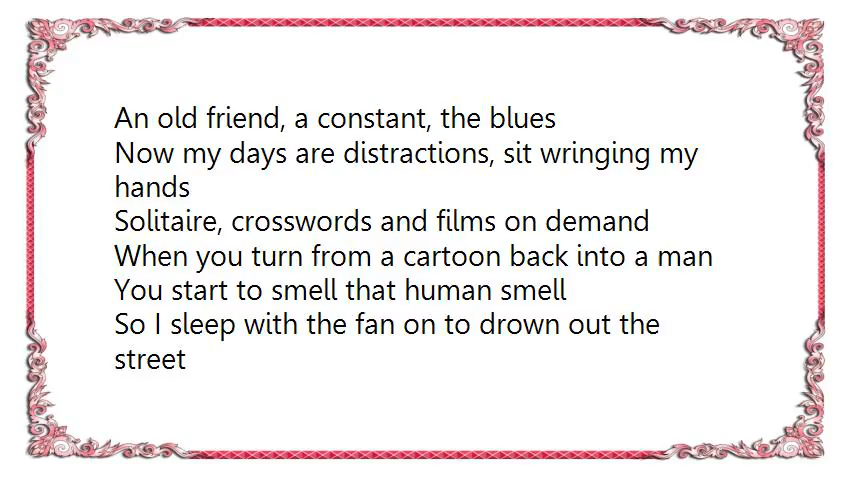 An old friend, a constant, the blues
Now my days are distractions, sit wringing my
hands
Solitaire, crosswords and films on demand
When you turn from a cartoon back into a man
You start to smell that human smell
So I sleep with the fan on to drown out the
street